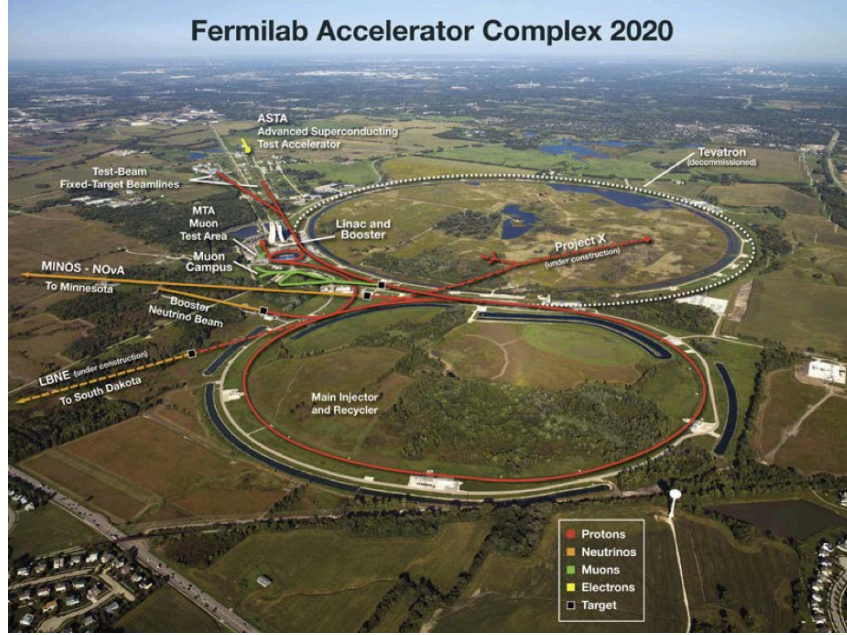 Fermilab Accelerator Complex 2020
ASTA
Advanced Superconducting
Test Accelerator
Tevatron
(decommissioned)
Test-Beam
Fixed-Target Beamlines
MTA
Muon
Test Area
Linac and
Booster
Project X
(under construction)
Muon
Campus
MINOS - NOνA
To Minnesota
Booster
Neutrino Beam
LBNE (under construction)
To South Dakota
Main Injector
and Recycler
Protons
Neutrinos
Muons
Electrons
Target